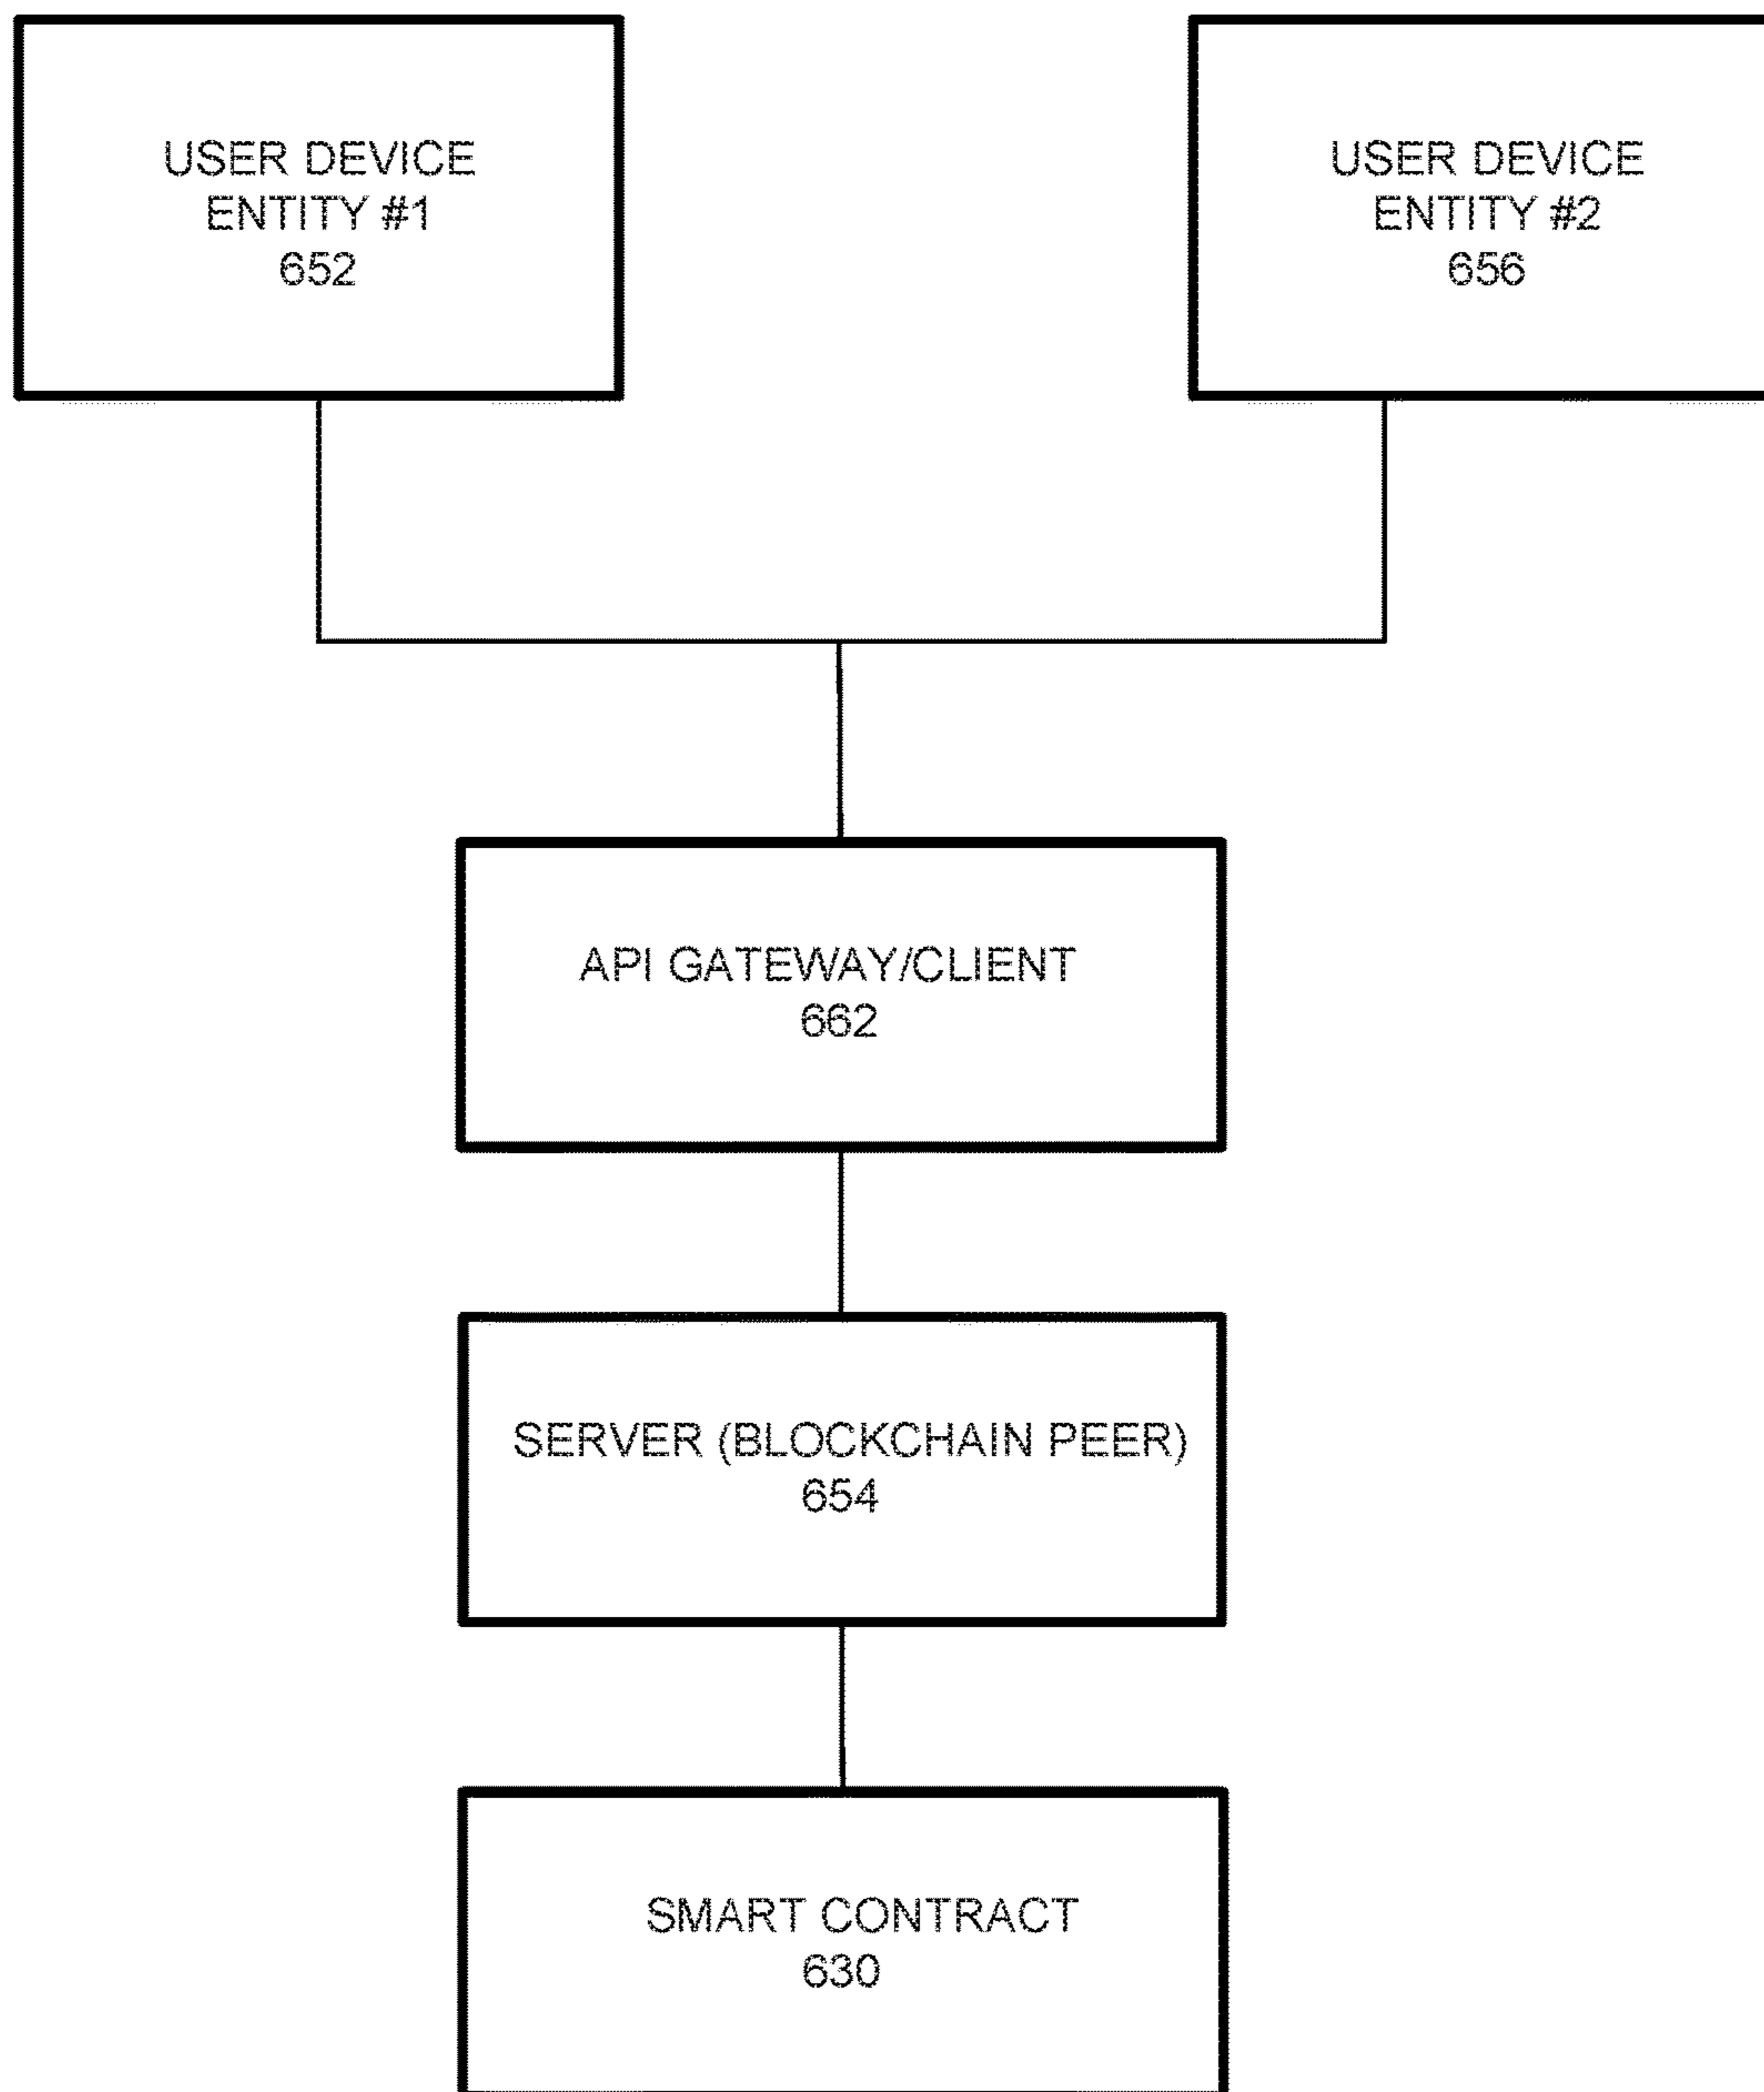 USER DEVICE
ENTITY #1
652
USER DEVICE
ENTITY #2
656
API GATEWAY/CLIENT
662
SERVER (BLOCKCHAIN PEER)
654
SMART CONTRACT
630